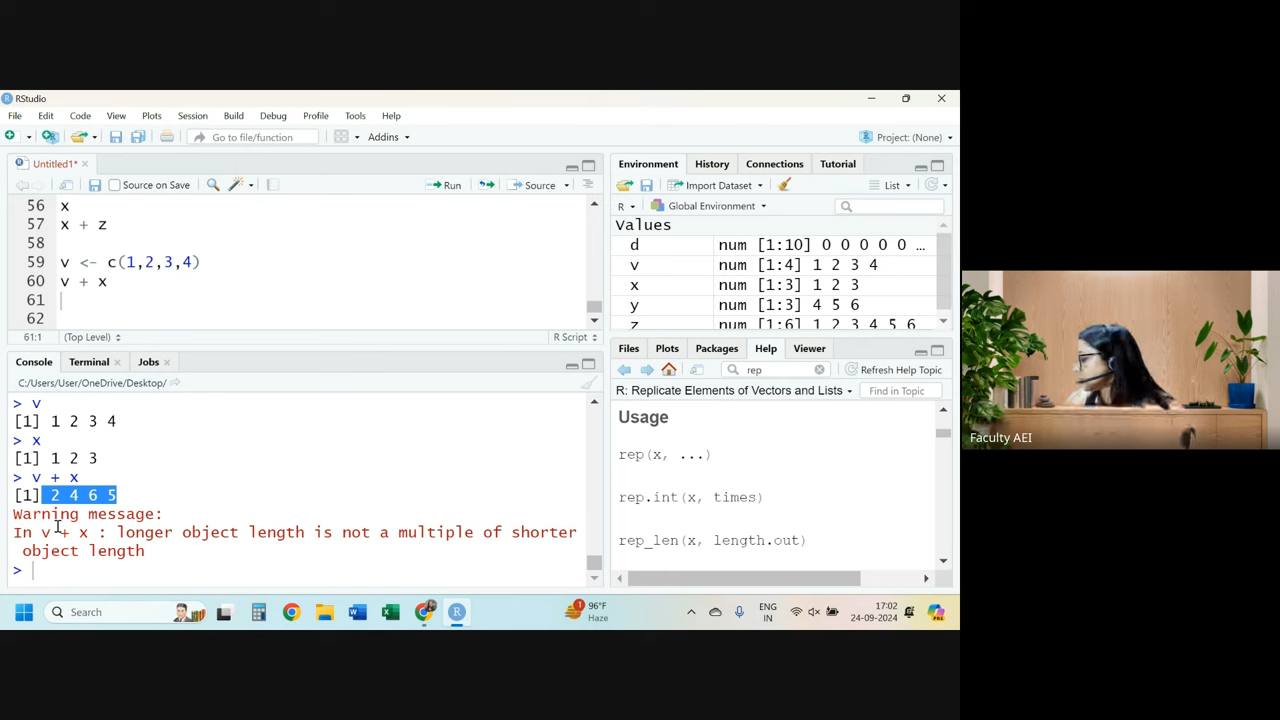 RStudio
File Edit Code View Plots Session Build Debug Profile Tools Help
Go to file/function Addins Project: (None)
Untitled1*
Source on Save Run Source
56 x
57 x + z
58
59 v <- c(1,2,3,4)
60 v + x
61
62
61:1 (Top Level) R Script
Console Terminal Jobs
C:/Users/User/OneDrive/Desktop/
> v
[1] 1 2 3 4
> x
[1] 1 2 3
> v + x
[1] 2 4 6 5
Warning message:
In v + x : longer object length is not a multiple of shorter
object length
>
Environment History Connections Tutorial
Import Dataset List
R Global Environment
Values
d num [1:10] 0 0 0 0 0 ...
v num [1:4] 1 2 3 4
x num [1:3] 1 2 3
y num [1:3] 4 5 6
z num [1:6] 1 2 3 4 5 6
Files Plots Packages Help Viewer
rep Refresh Help Topic
R: Replicate Elements of Vectors and Lists Find in Topic
Usage
rep(x, ...)
rep.int(x, times)
rep_len(x, length.out)
Faculty AEI
Search
1
96°F
Haze
ENG
IN
17:02
24-09-2024